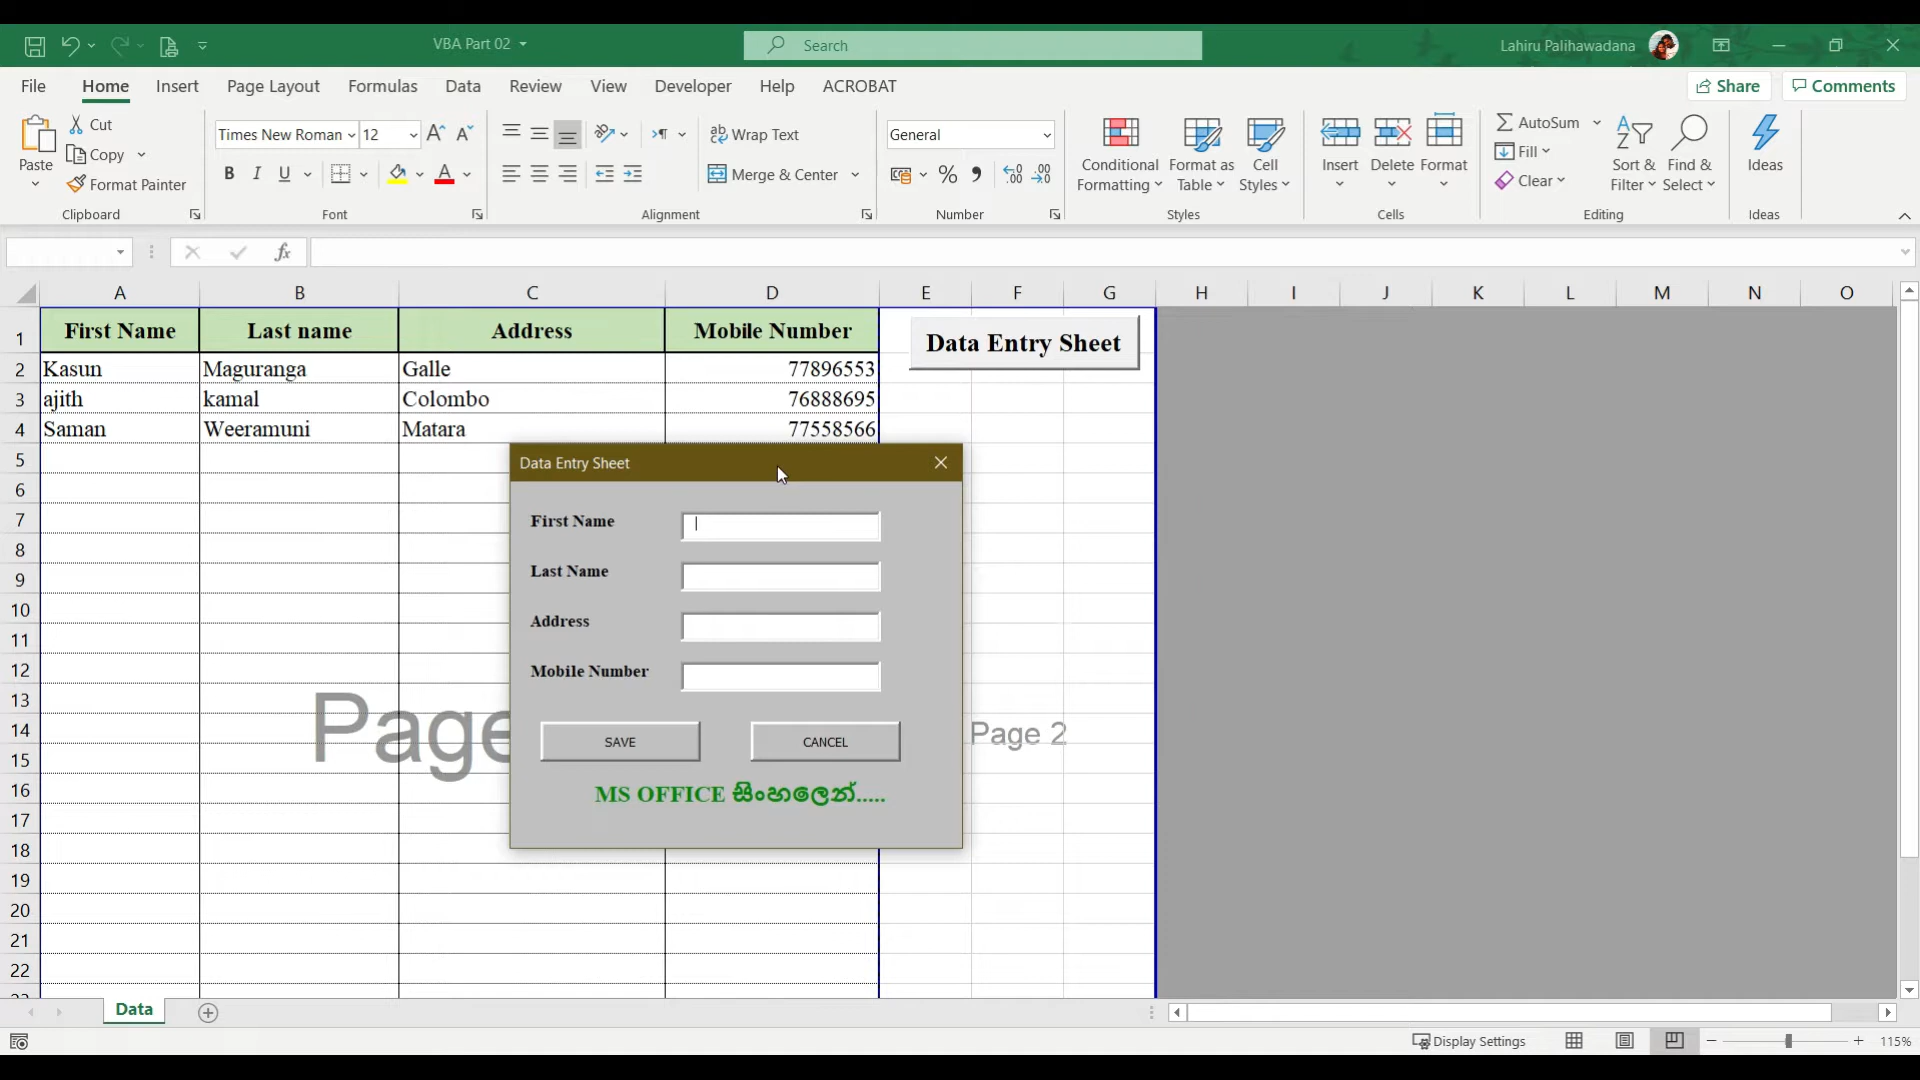 VBA Part 02
Search
Lahiru Palihawadana
File Home Insert Page Layout Formulas Data Review View Developer Help ACROBAT Share Comments
Paste Cut Copy Format Painter Clipboard
Times New Roman 12 B I U A Font
Wrap Text Merge & Center Alignment
General % Number
Conditional Formatting Format as Table Cell Styles Styles
Insert Delete Format Cells
AutoSum Fill Clear Sort & Filter Find & Select Editing
Ideas Ideas
fx
A B C D E F G H I J K L M N O
1 First Name Last name Address Mobile Number Data Entry Sheet
2 Kasun Maguranga Galle 77896553
3 ajith kamal Colombo 76888695
4 Saman Weeramuni Matara 77558566
5
6
7
8
9
10
11
12
13
14
15
16
17
18
19
20
21
22
Data Entry Sheet
First Name
Last Name
Address
Mobile Number
SAVE CANCEL
MS OFFICE සිංහලෙන්.....
Page Page 2
Data
Display Settings 115%